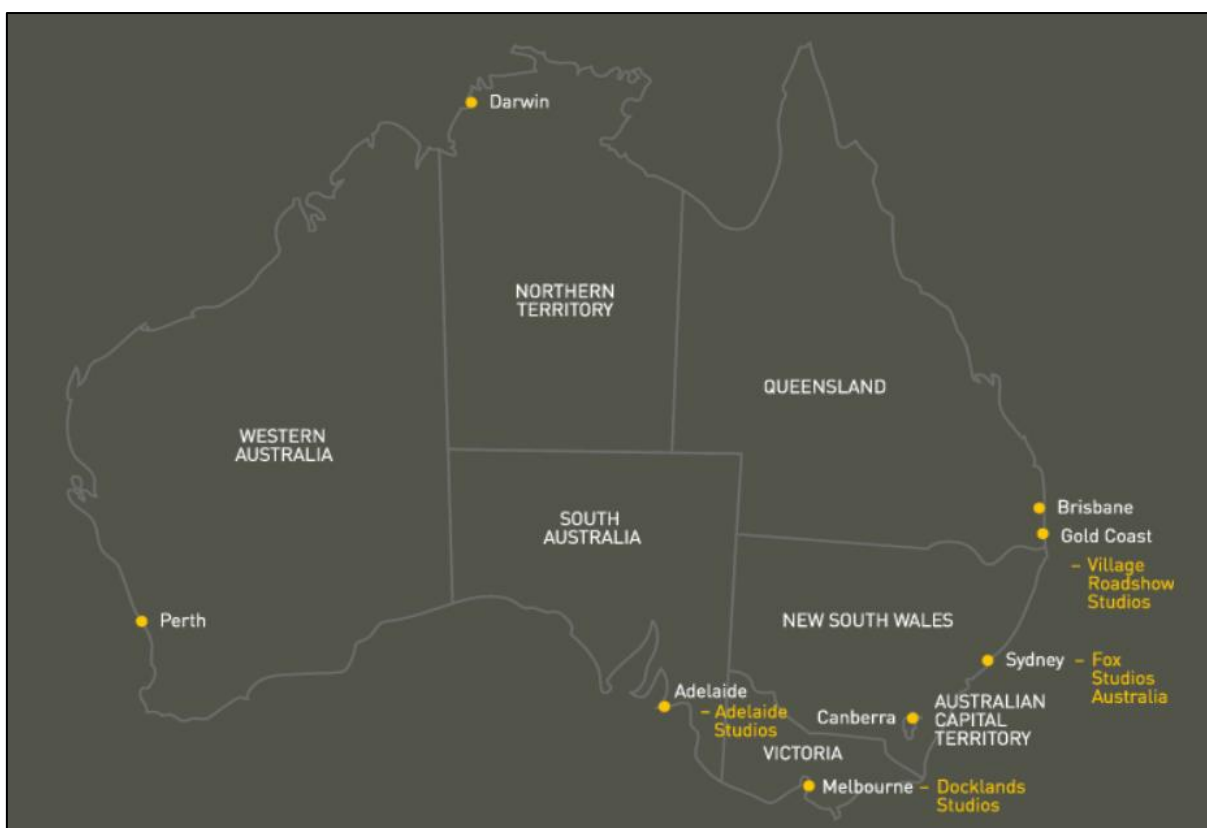 Darwin
NORTHERN
TERRITORY
QUEENSLAND
WESTERN
AUSTRALIA
SOUTH
AUSTRALIA
Brisbane
Gold Coast
– Village
Roadshow
Studios
Perth
NEW SOUTH WALES
Sydney – Fox
Studios
Australia
Adelaide
– Adelaide
Studios
Canberra
AUSTRALIAN
CAPITAL
TERRITORY
VICTORIA
Melbourne – Docklands
Studios